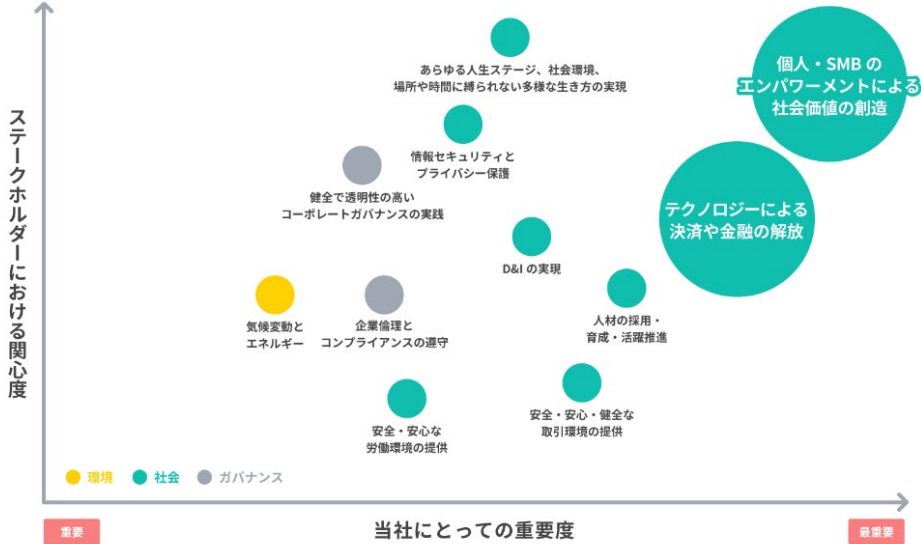 ステークホルダーにおける関心度
個人・SMB の
エンパワーメントによる
社会価値の創造
あらゆる人生ステージ、社会環境、
場所や時間に縛られない多様な生き方の実現
情報セキュリティと
プライバシー保護
健全で透明性の高い
コーポレートガバナンスの実践
テクノロジーによる
決済や金融の解放
D&I の実現
気候変動と
エネルギー
企業倫理と
コンプライアンスの遵守
人材の採用・
育成・活躍推進
安全・安心な
労働環境の提供
安全・安心・健全な
取引環境の提供
環境
社会
ガバナンス
重要
当社にとっての重要度
最重要